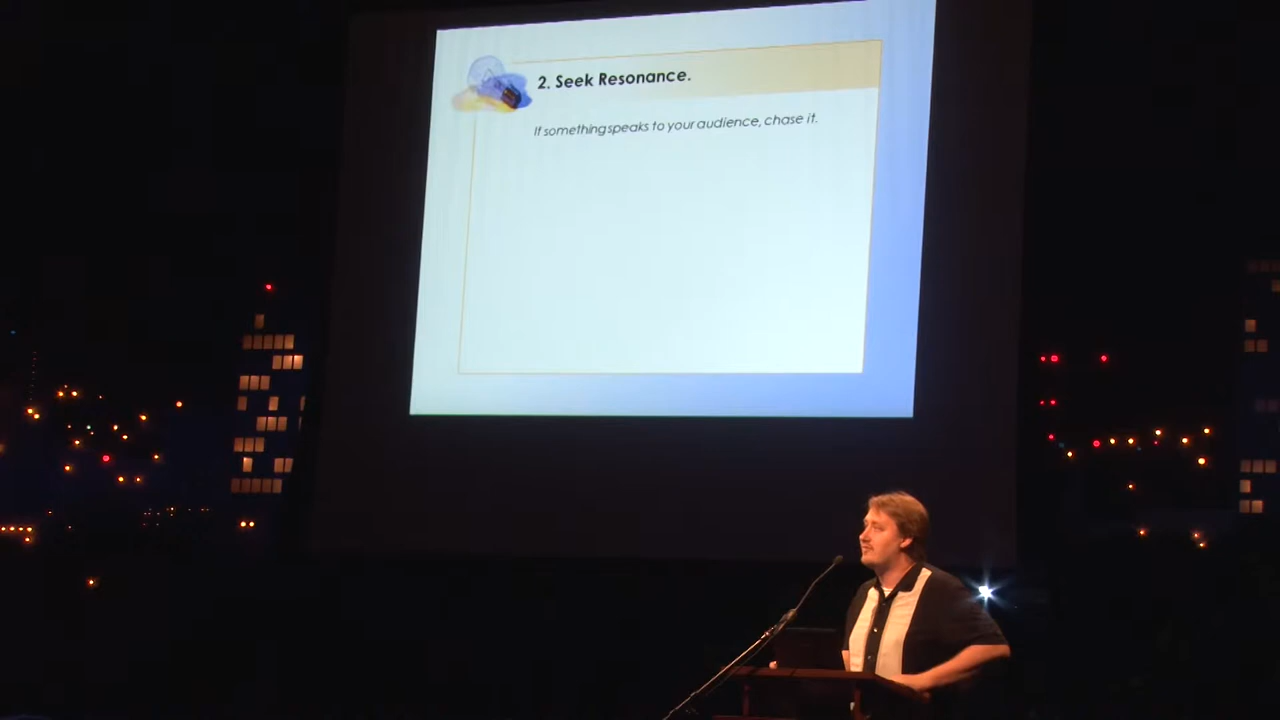 2. Seek Resonance.
If something speaks to your audience, chase it.